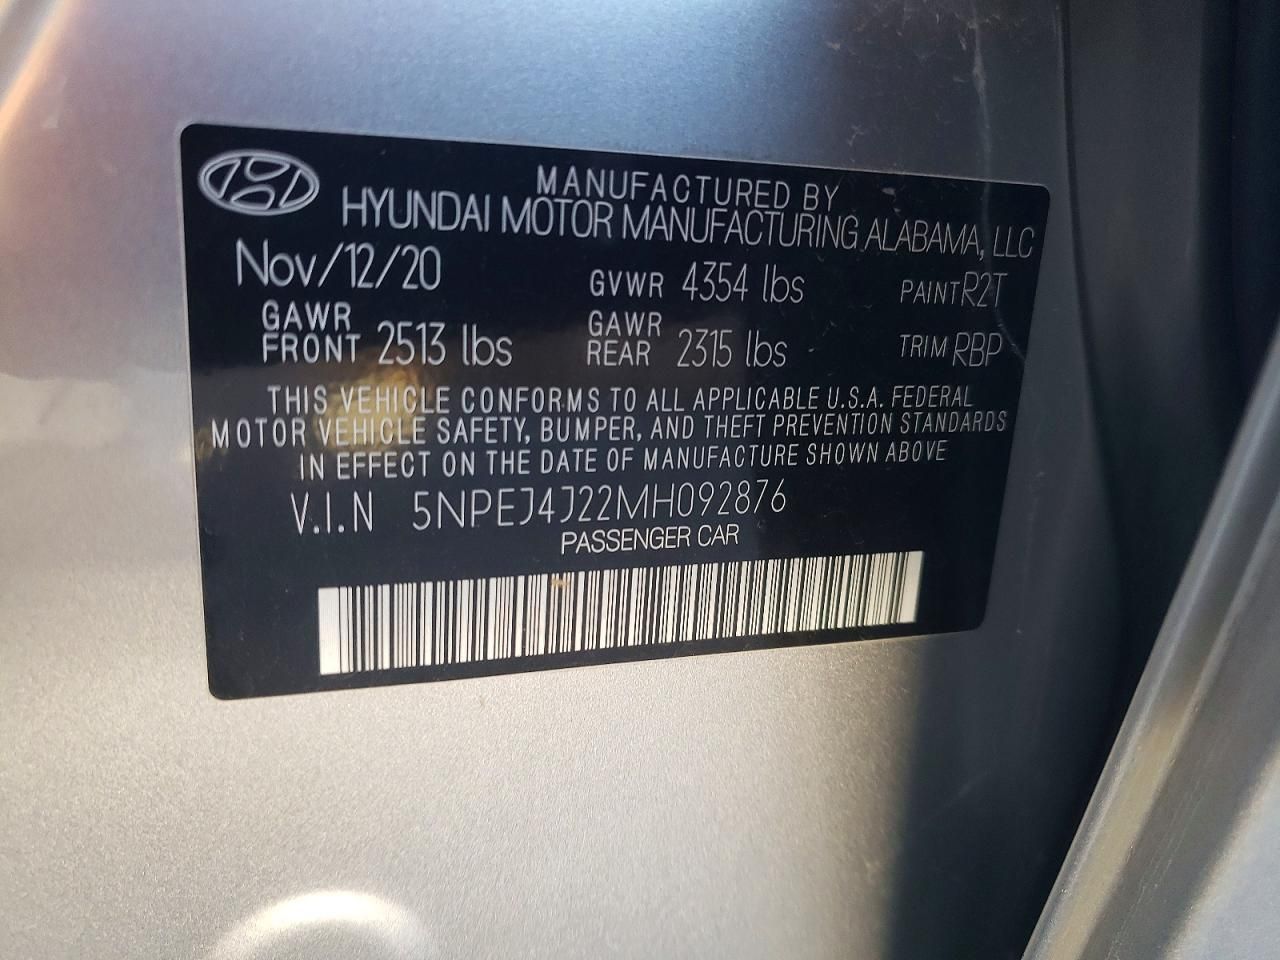 MANUFACTURED BY
HYUNDAI MOTOR MANUFACTURING ALABAMA, LLC
Nov/12/20 GVWR 4354 lbs PAINT R2T
GAWR FRONT 2513 lbs GAWR REAR 2315 lbs TRIM RBP
THIS VEHICLE CONFORMS TO ALL APPLICABLE U.S.A. FEDERAL
MOTOR VEHICLE SAFETY, BUMPER, AND THEFT PREVENTION STANDARDS
IN EFFECT ON THE DATE OF MANUFACTURE SHOWN ABOVE
V.I.N 5NPEJ4J22MH092876
PASSENGER CAR